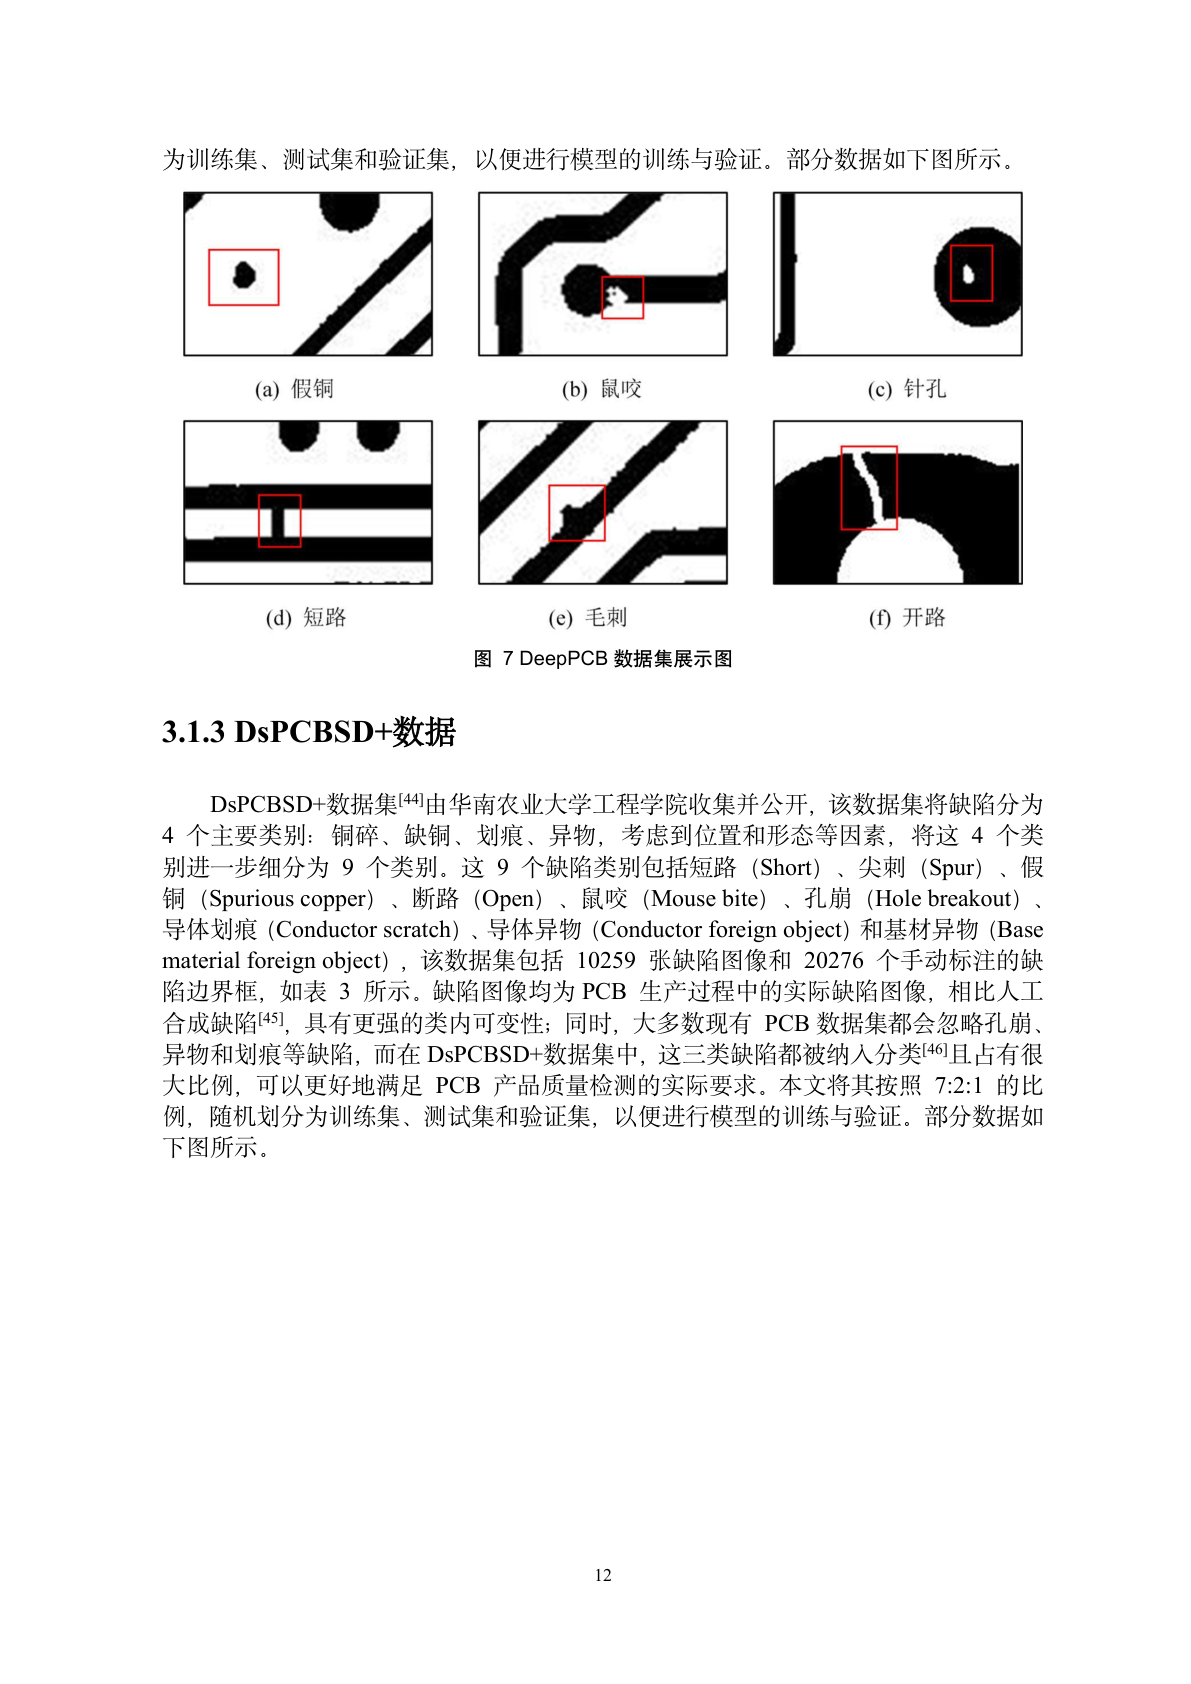 为训练集、测试集和验证集，以便进行模型的训练与验证。部分数据如下图所示。
(a) 假铜
(b) 鼠咬
(c) 针孔
(d) 短路
(e) 毛刺
(f) 开路
图 7 DeepPCB 数据集展示图
3.1.3 DsPCBSD+数据
DsPCBSD+数据集[44]由华南农业大学工程学院收集并公开，该数据集将缺陷分为
4 个主要类别：铜碎、缺铜、划痕、异物，考虑到位置和形态等因素，将这 4 个类
别进一步细分为 9 个类别。这 9 个缺陷类别包括短路（Short）、尖刺（Spur）、假
铜（Spurious copper）、断路（Open）、鼠咬（Mouse bite）、孔崩（Hole breakout）、
导体划痕（Conductor scratch）、导体异物（Conductor foreign object）和基材异物（Base
material foreign object），该数据集包括 10259 张缺陷图像和 20276 个手动标注的缺
陷边界框，如表 3 所示。缺陷图像均为 PCB 生产过程中的实际缺陷图像，相比人工
合成缺陷[45]，具有更强的类内可变性；同时，大多数现有 PCB 数据集都会忽略孔崩、
异物和划痕等缺陷，而在 DsPCBSD+数据集中，这三类缺陷都被纳入分类[46]且占有很
大比例，可以更好地满足 PCB 产品质量检测的实际要求。本文将其按照 7:2:1 的比
例，随机划分为训练集、测试集和验证集，以便进行模型的训练与验证。部分数据如
下图所示。
12